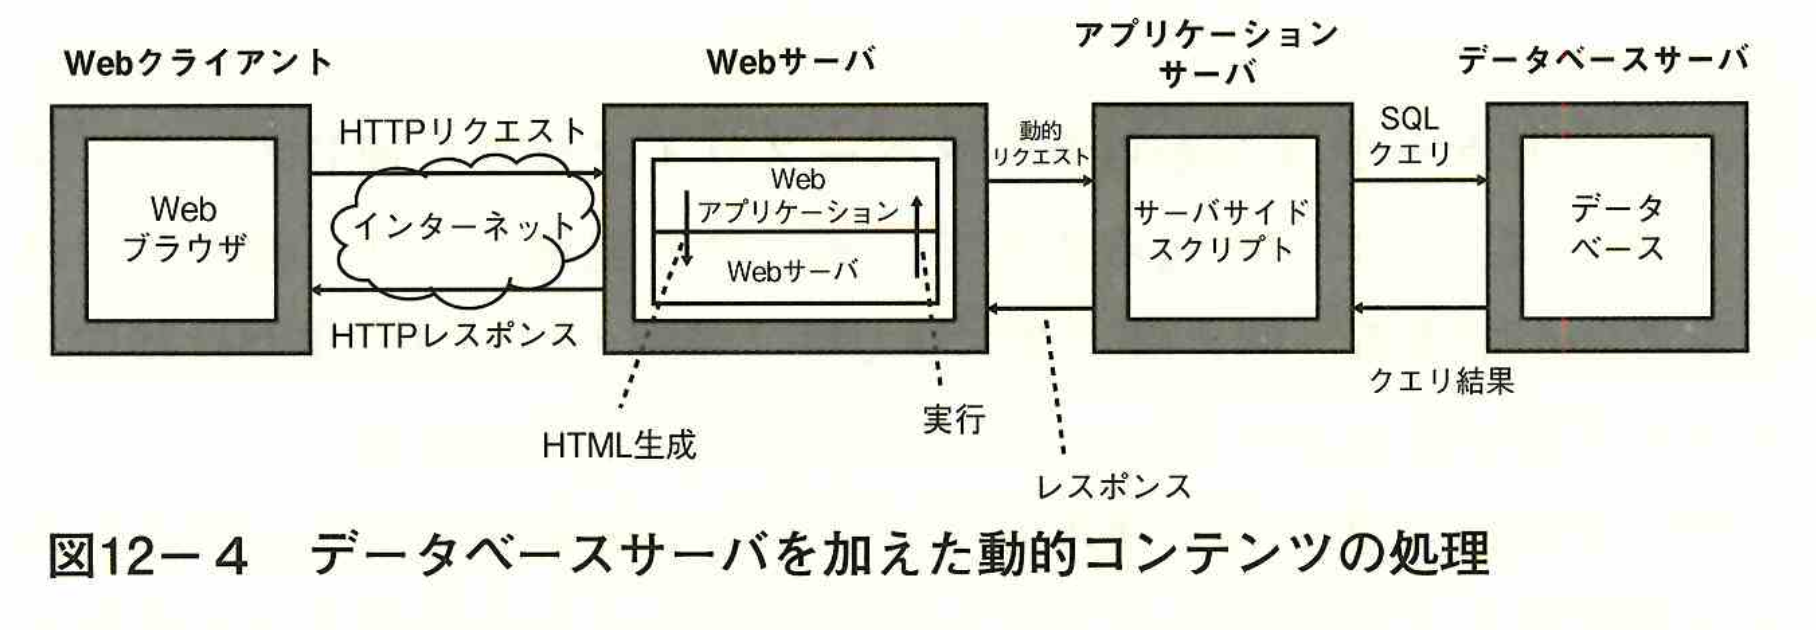 Webクライアント
Webサーバ
アプリケーション
サーバ
データベースサーバ
HTTPリクエスト
インターネット
HTTPレスポンス
Web
ブラウザ
Web
アプリケーション
Webサーバ
動的
リクエスト
サーバサイド
スクリプト
SQL
クエリ
データ
ベース
クエリ結果
HTML生成
実行
レスポンス
図12－4　データベースサーバを加えた動的コンテンツの処理